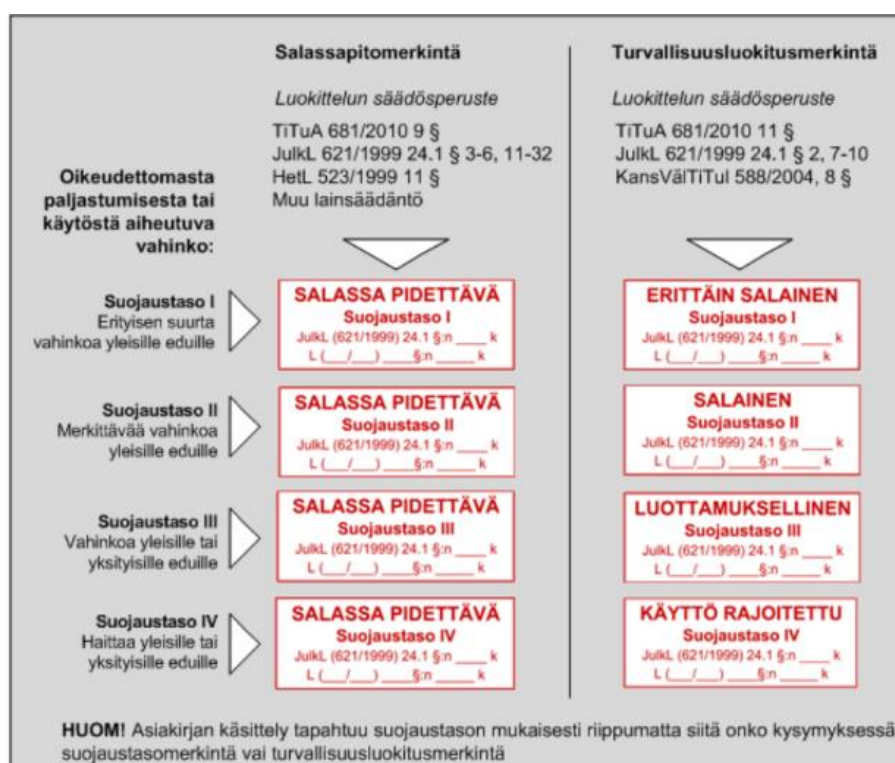 Salassapitomerkintä
Luokittelun säädösperuste
TiTuA 681/2010 9 §
JulkL 621/1999 24.1 § 3-6, 11-32
HetL 523/1999 11 §
Muu lainsäädäntö
Turvallisuusluokitusmerkintä
Luokittelun säädösperuste
TiTuA 681/2010 11 §
JulkL 621/1999 24.1 § 2, 7-10
KansVälTiTul 588/2004, 8 §
Oikeudettomasta
paljastumisesta tai
käytöstä aiheutuva
vahinko:
Suojaustaso I
Erityisen suurta
vahinkoa yleisille eduille
SALASSA PIDETTÄVÄ
Suojaustaso I
JulkL (621/1999) 24.1 §:n ____ k
L (___/___) ____§:n _____ k
ERITTÄIN SALAINEN
Suojaustaso I
JulkL (621/1999) 24.1 §:n ____ k
L (___/___) ____§:n _____ k
Suojaustaso II
Merkittävää vahinkoa
yleisille eduille
SALASSA PIDETTÄVÄ
Suojaustaso II
JulkL (621/1999) 24.1 §:n ____ k
L (___/___) ____§:n _____ k
SALAINEN
Suojaustaso II
JulkL (621/1999) 24.1 §:n ____ k
L (___/___) ____§:n _____ k
Suojaustaso III
Vahinkoa yleisille tai
yksityisille eduille
SALASSA PIDETTÄVÄ
Suojaustaso III
JulkL (621/1999) 24.1 §:n ____ k
L (___/___) ____§:n _____ k
LUOTTAMUKSELLINEN
Suojaustaso III
JulkL (621/1999) 24.1 §:n ____ k
L (___/___) ____§:n _____ k
Suojaustaso IV
Haittaa yleisille tai
yksityisille eduille
SALASSA PIDETTÄVÄ
Suojaustaso IV
JulkL (621/1999) 24.1 §:n ____ k
L (___/___) ____§:n _____ k
KÄYTTÖ RAJOITETTU
Suojaustaso IV
JulkL (621/1999) 24.1 §:n ____ k
L (___/___) ____§:n _____ k
HUOM! Asiakirjan käsittely tapahtuu suojaustason mukaisesti riippumatta siitä onko kysymyksessä
suojaustasomerkintä vai turvallisuusluokitusmerkintä